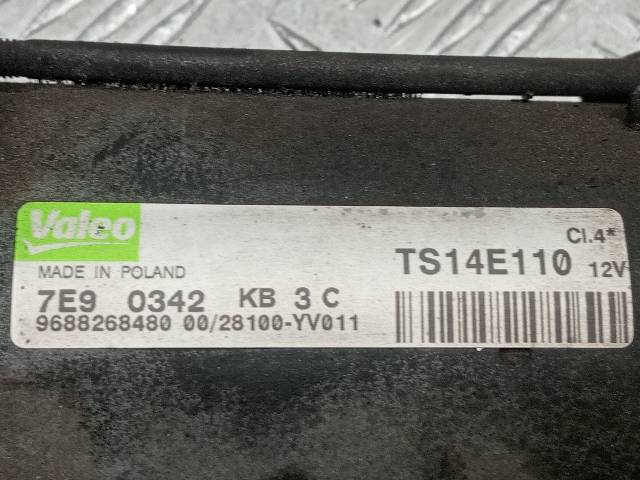 Valeo
Cl.4*
MADE IN POLAND
TS14E110 12V
7E9 0342 KB 3 C
9688268480 00/28100-YV011